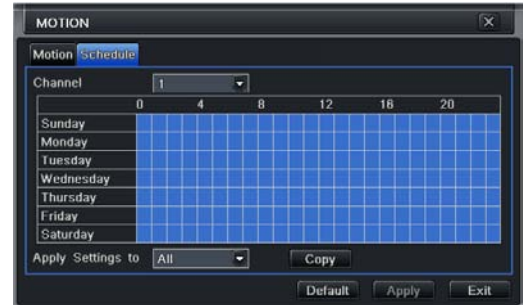 MOTION X
Motion Schedule
Channel 1
0 4 8 12 16 20
Sunday
Monday
Tuesday
Wednesday
Thursday
Friday
Saturday
Apply Settings to All Copy
Default Apply Exit